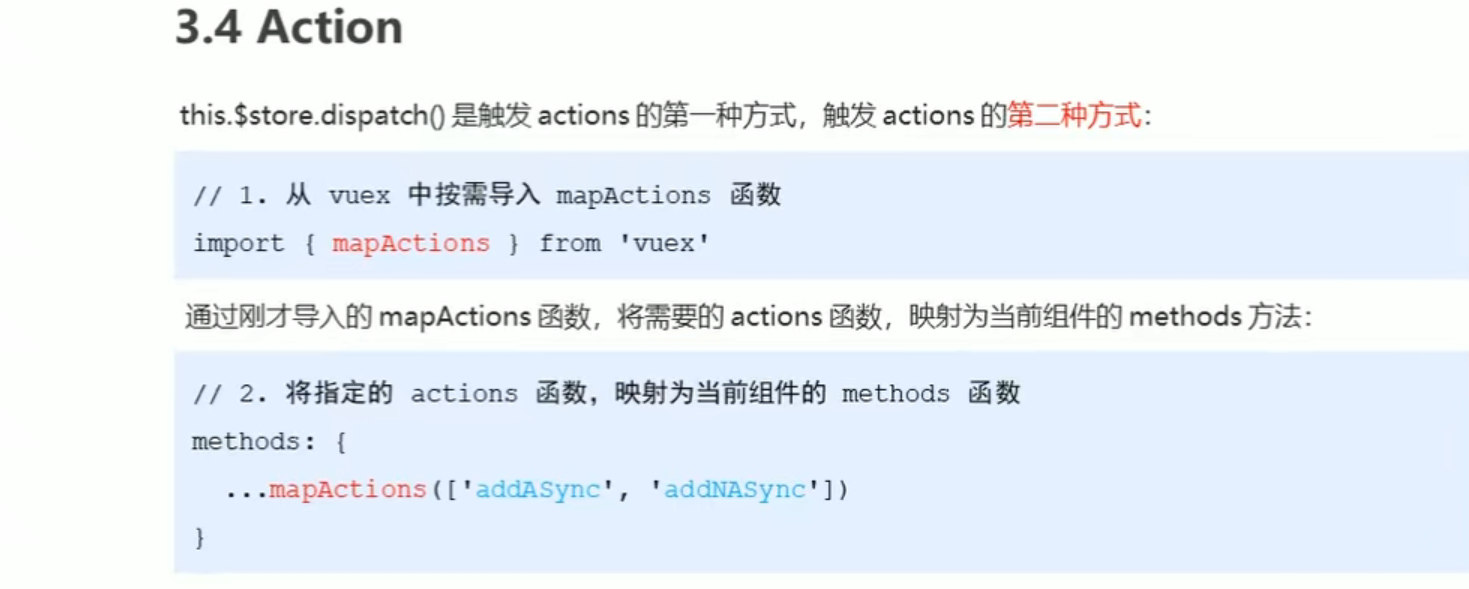 3.4 Action
this.$store.dispatch() 是触发 actions 的第一种方式，触发 actions 的第二种方式：
// 1. 从 vuex 中按需导入 mapActions 函数
import { mapActions } from 'vuex'
通过刚才导入的 mapActions 函数，将需要的 actions 函数，映射为当前组件的 methods 方法：
// 2. 将指定的 actions 函数，映射为当前组件的 methods 函数
methods: {
  ...mapActions(['addASync', 'addNASync'])
}